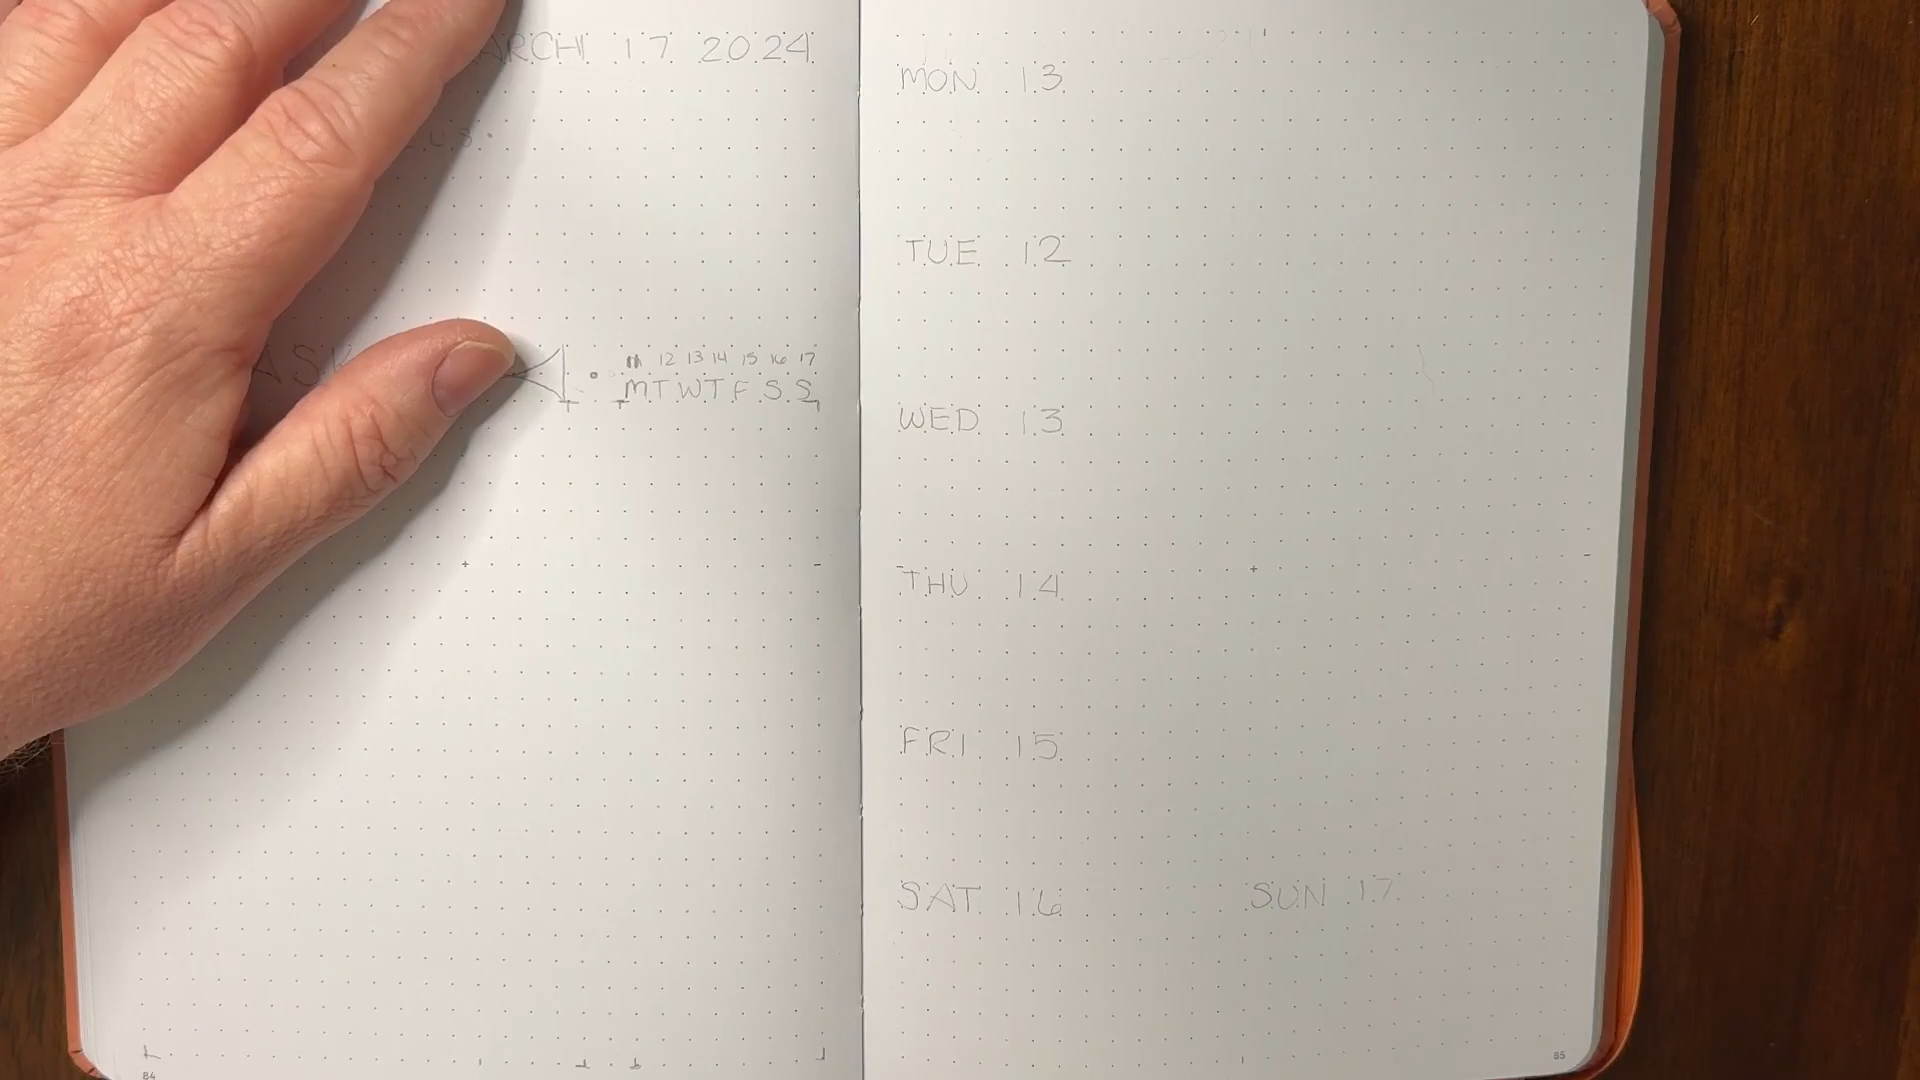 ARCH 17 2024
U.S.
ASK
11 12 13 14 15 16 17
M T W T F S S
84
MON 13
TUE 12
WED 13
THU 14
FRI 15
SAT 16 SUN 17
85